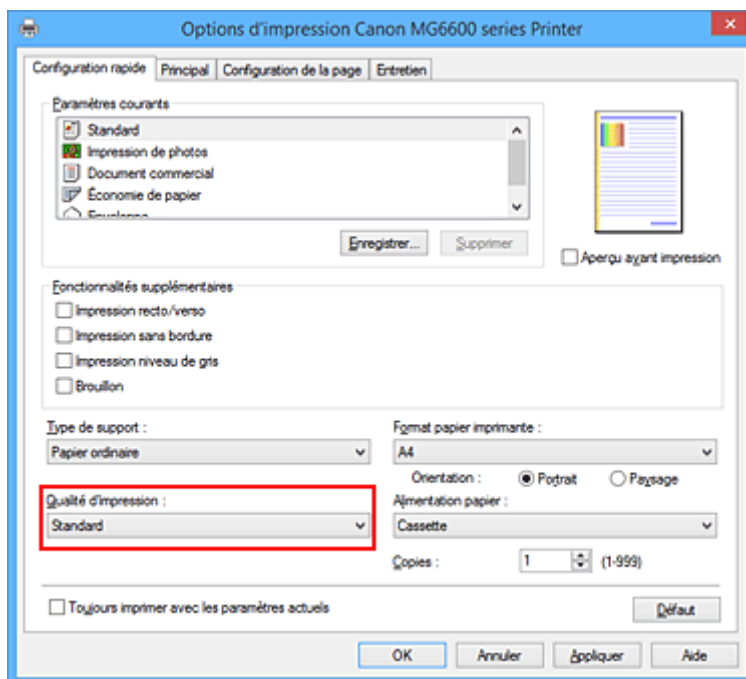 Options d'impression Canon MG6600 series Printer
Configuration rapide Principal Configuration de la page Entretien
Paramètres courants
Standard
Impression de photos
Document commercial
Économie de papier
Enregistrer... Supprimer
Aperçu avant impression
Fonctionnalités supplémentaires
Impression recto/verso
Impression sans bordure
Impression niveau de gris
Brouillon
Type de support :
Papier ordinaire
Format papier imprimante :
A4
Orientation : Portrait Paysage
Qualité d'impression :
Standard
Alimentation papier :
Cassette
Copies : 1 (1-999)
Toujours imprimer avec les paramètres actuels
Défaut
OK Annuler Appliquer Aide